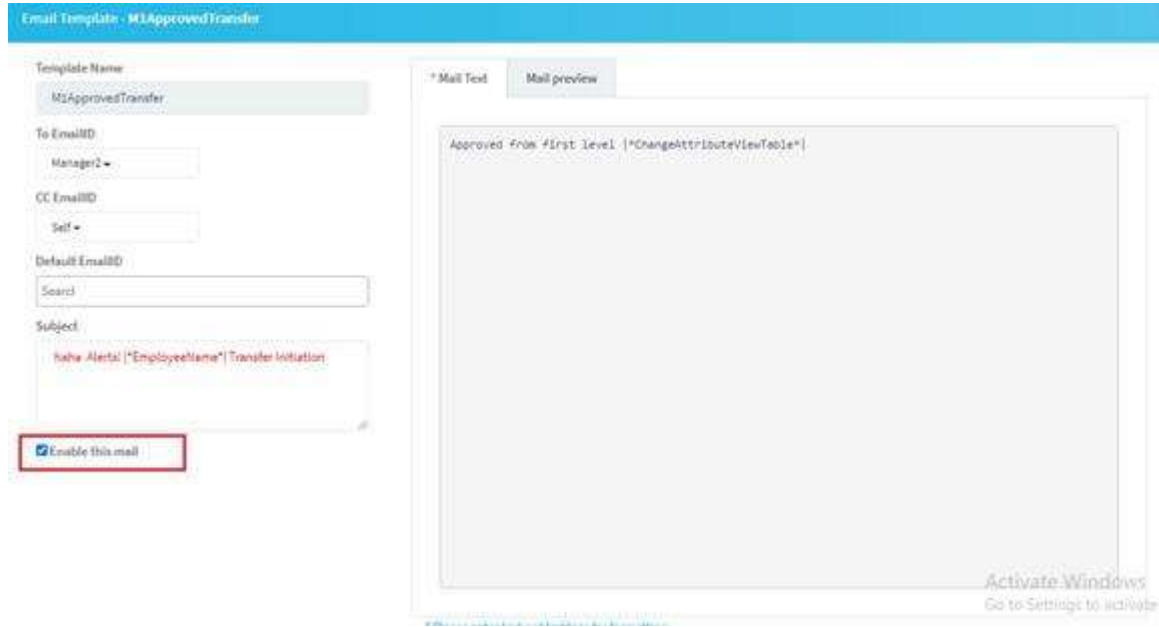 Email Template - M1ApprovedTransfer
Template Name
M1ApprovedTransfer
To EmailID
Manager2
CC EmailID
Self
Default EmailID
Searcl
Subject
haha Alerts! |*EmployeeName*| Transfer Initiation
Enable this mail
* Mail Text
Mail preview
Approved from first level |*ChangeAttributeViewTable*|
Activate Windows
Go to Settings to activate